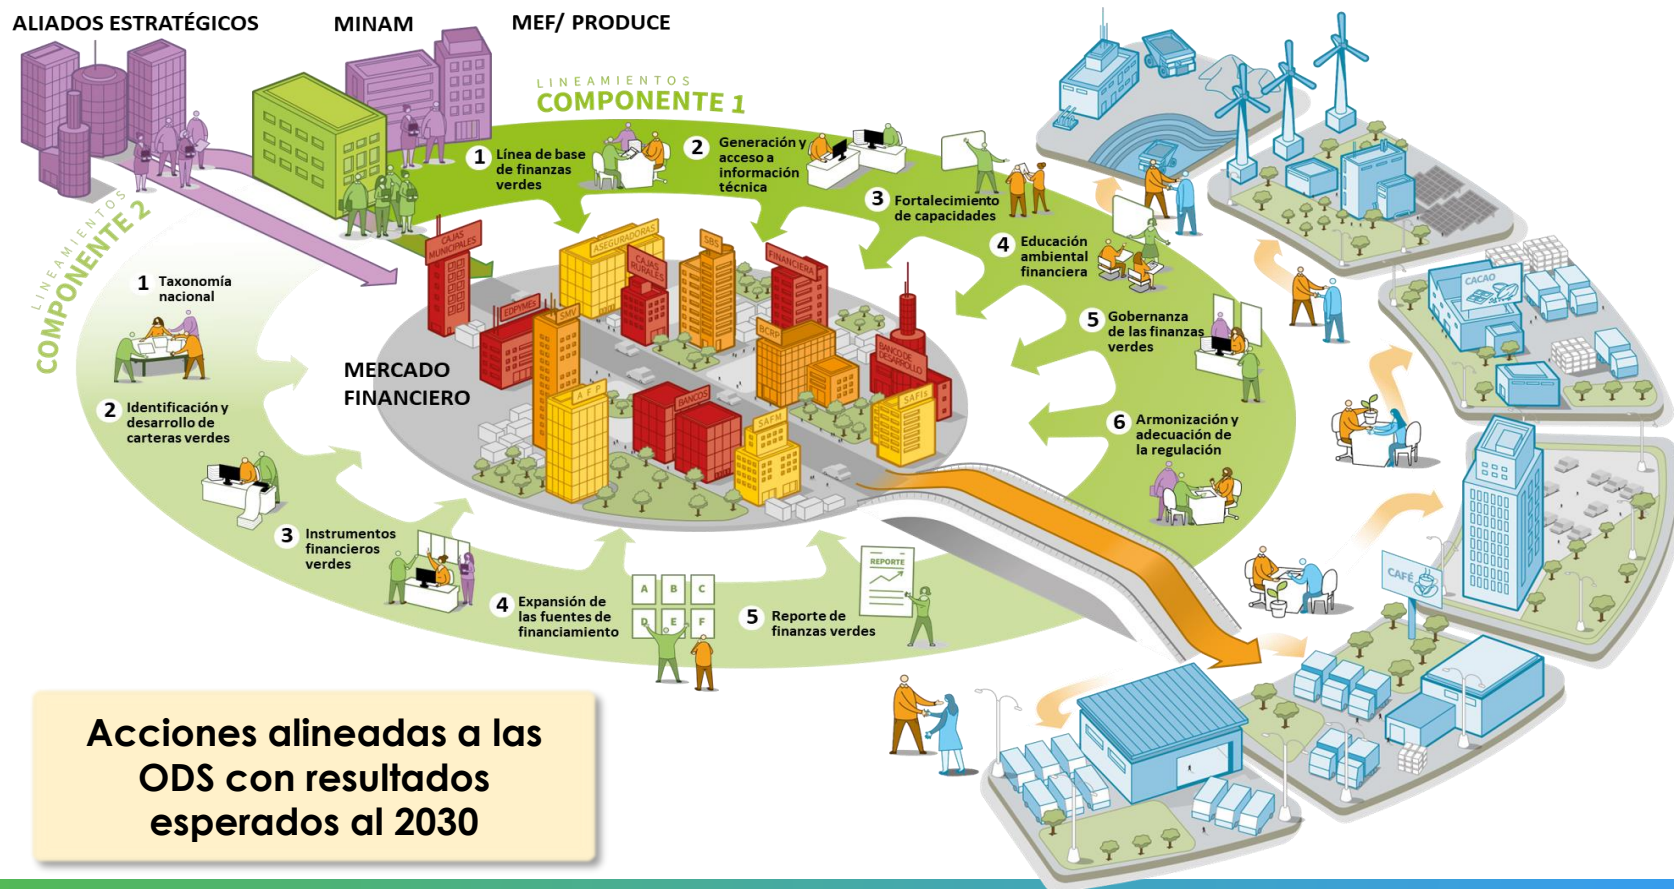 ALIADOS ESTRATÉGICOS
MINAM
MEF/ PRODUCE
LINEAMIENTOS
COMPONENTE 1
1 Línea de base
de finanzas
verdes
2 Generación y
acceso a
información
técnica
3 Fortalecimiento
de capacidades
4 Educación
ambiental
financiera
5 Gobernanza
de las finanzas
verdes
6 Armonización y
adecuación de
la regulación
LINEAMIENTOS
COMPONENTE 2
1 Taxonomía
nacional
2 Identificación y
desarrollo de
carteras verdes
3 Instrumentos
financieros
verdes
4 Expansión de
las fuentes de
financiamiento
5 Reporte de
finanzas verdes
MERCADO
FINANCIERO
CAJAS
MUNICIPALES
ASEGURADORAS
CAJAS
RURALES
SBS
FINANCIERA
EDPYMES
SMV
BCRP
BANCO DE
DESARROLLO
AFP
BANCOS
SAFM
SAFIS
A B C
D E F
REPORTE
CACAO
CAFÉ
Acciones alineadas a las
ODS con resultados
esperados al 2030